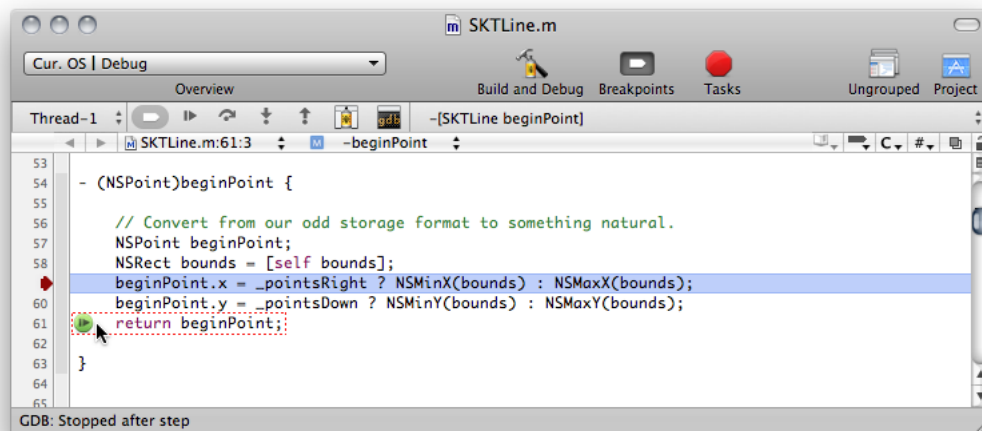 SKTLine.m
Cur. OS | Debug
Overview
Build and Debug
Breakpoints
Tasks
Ungrouped
Project
Thread-1
gdb
-[SKTLine beginPoint]
SKTLine.m:61:3
M
-beginPoint
C
#
53
54 - (NSPoint)beginPoint {
55
56 // Convert from our odd storage format to something natural.
57 NSPoint beginPoint;
58 NSRect bounds = [self bounds];
beginPoint.x = _pointsRight ? NSMinX(bounds) : NSMaxX(bounds);
60 beginPoint.y = _pointsDown ? NSMinY(bounds) : NSMaxY(bounds);
61 return beginPoint;
62
63 }
64
65
GDB: Stopped after step